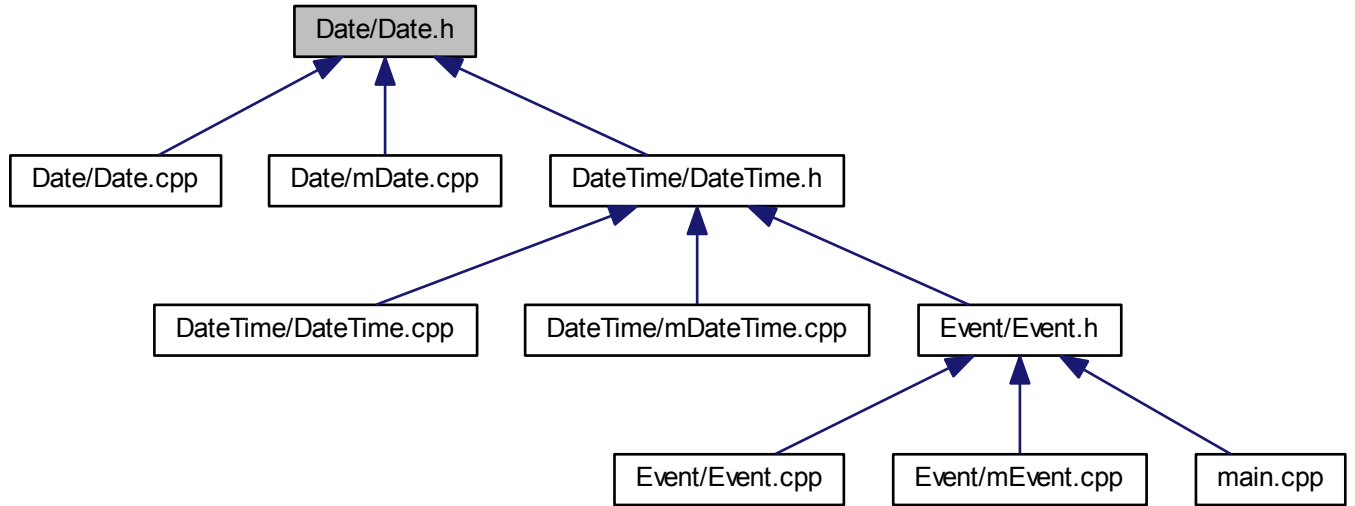 Date/Date.h
Date/Date.cpp
Date/mDate.cpp
DateTime/DateTime.h
DateTime/DateTime.cpp
DateTime/mDateTime.cpp
Event/Event.h
Event/Event.cpp
Event/mEvent.cpp
main.cpp